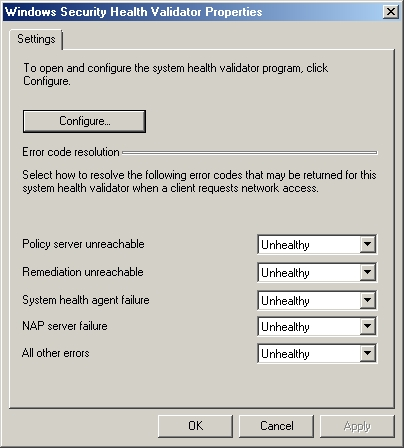 Windows Security Health Validator Properties
Settings
To open and configure the system health validator program, click
Configure.
Configure...
Error code resolution
Select how to resolve the following error codes that may be returned for this
system health validator when a client requests network access.
Policy server unreachable Unhealthy
Remediation unreachable Unhealthy
System health agent failure Unhealthy
NAP server failure Unhealthy
All other errors Unhealthy
OK Cancel Apply